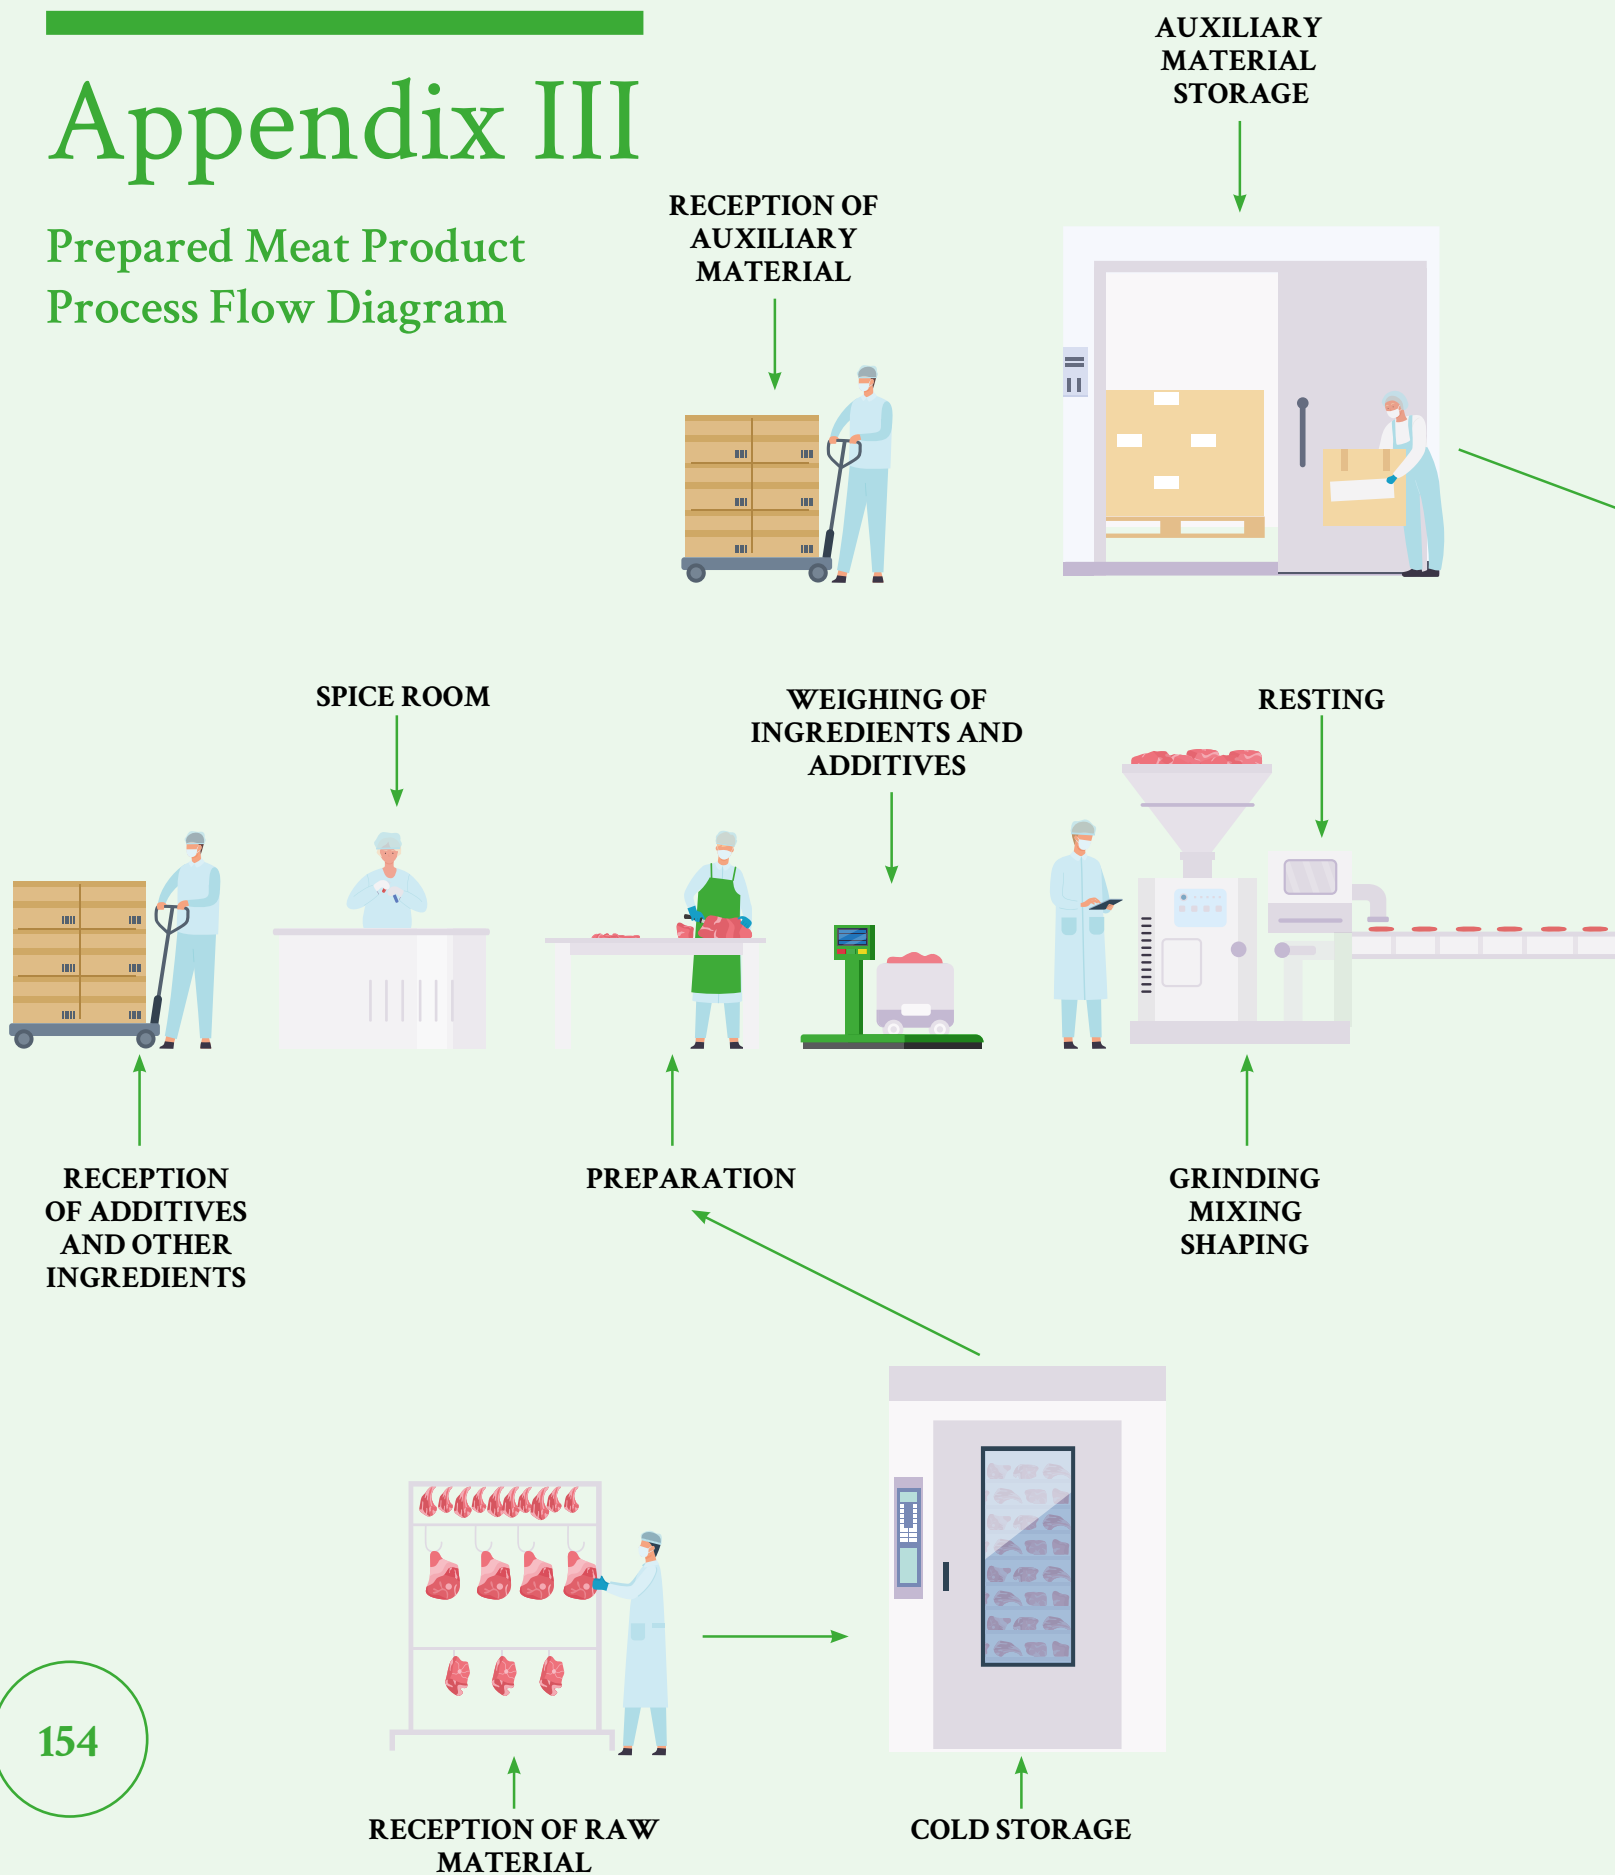 Appendix III
Prepared Meat Product
Process Flow Diagram
AUXILIARY
MATERIAL
STORAGE
RECEPTION OF
AUXILIARY
MATERIAL
SPICE ROOM
WEIGHING OF
INGREDIENTS AND
ADDITIVES
RESTING
RECEPTION
OF ADDITIVES
AND OTHER
INGREDIENTS
PREPARATION
GRINDING
MIXING
SHAPING
154
RECEPTION OF RAW
MATERIAL
COLD STORAGE